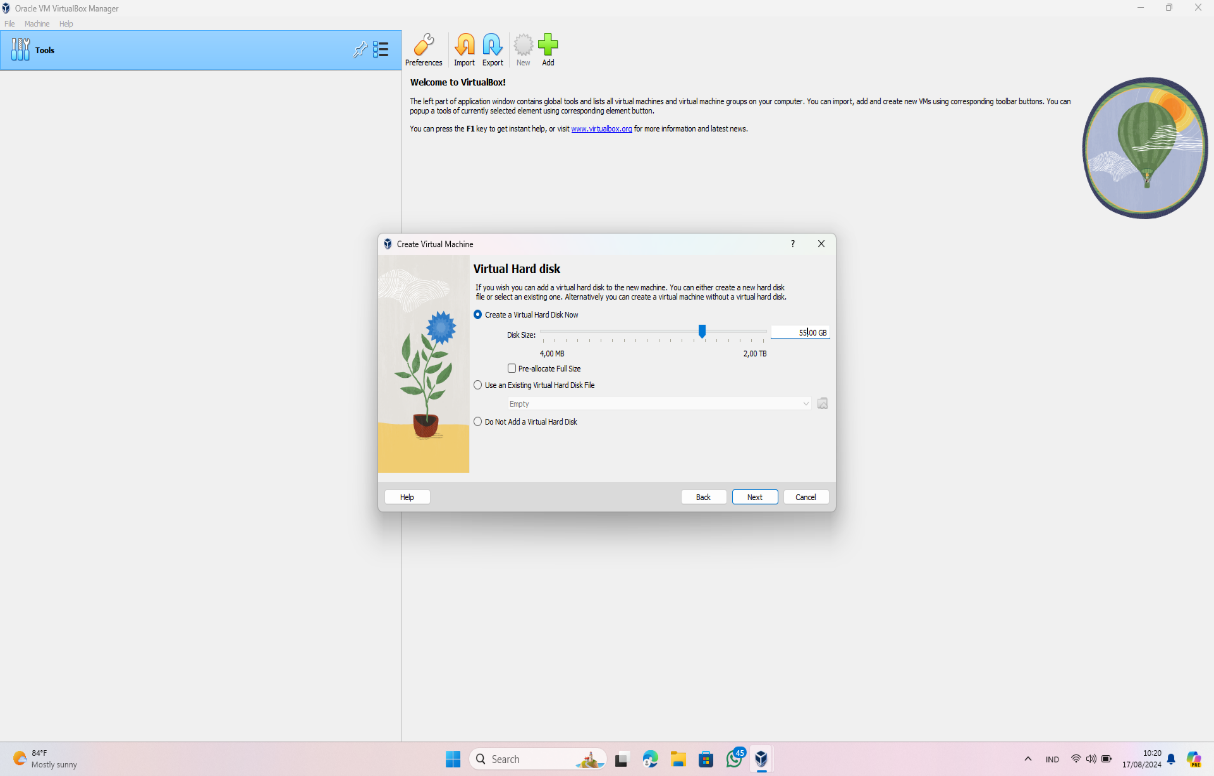 Oracle VM VirtualBox Manager
File Machine Help
Tools
Preferences Import Export New Add
Welcome to VirtualBox!
The left part of application window contains global tools and lists all virtual machines and virtual machine groups on your computer. You can import, add and create new VMs using corresponding toolbar buttons. You can
popup a tools of currently selected element using corresponding element button.
You can press the F1 key to get instant help, or visit www.virtualbox.org for more information and latest news.
Create Virtual Machine ?
Virtual Hard disk
If you wish you can add a virtual hard disk to the new machine. You can either create a new hard disk
file or select an existing one. Alternatively you can create a virtual machine without a virtual hard disk.
Create a Virtual Hard Disk Now
Disk Size: 55,00 GB
4,00 MB 2,00 TB
Pre-allocate Full Size
Use an Existing Virtual Hard Disk File
Empty
Do Not Add a Virtual Hard Disk
Help Back Next Cancel
84°F
Mostly sunny
Search
45
IND
10:20
17/08/2024